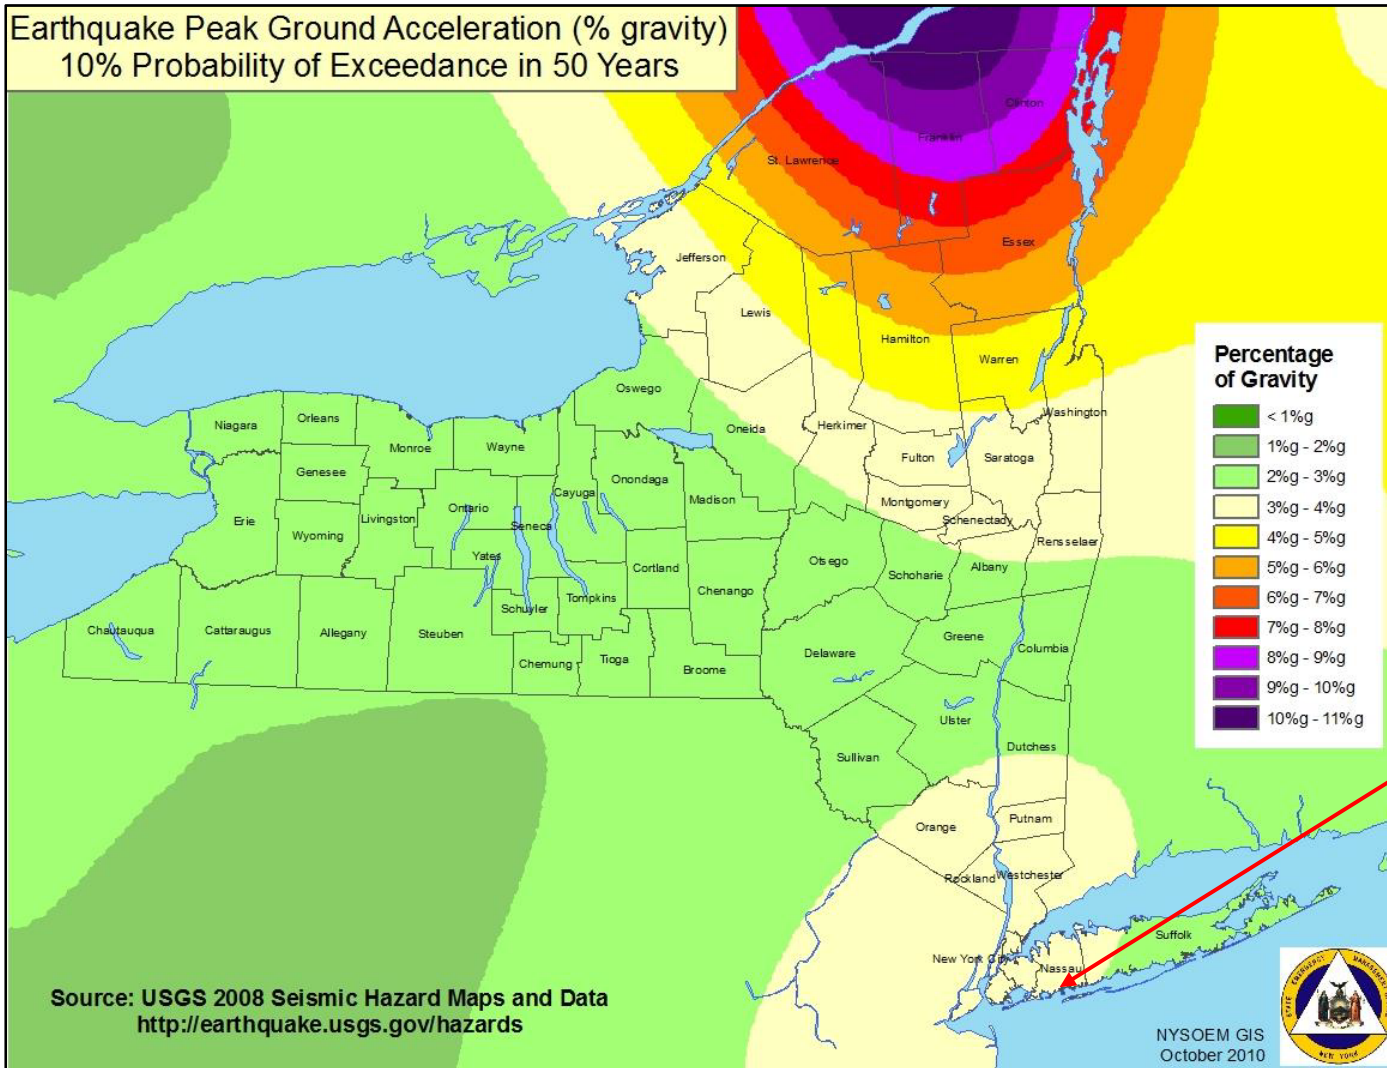 Earthquake Peak Ground Acceleration (% gravity)
10% Probability of Exceedance in 50 Years
Clinton
Franklin
St. Lawrence
Essex
Jefferson
Lewis
Hamilton
Warren
Washington
Oswego
Oneida
Herkimer
Fulton
Saratoga
Niagara
Orleans
Monroe
Wayne
Genesee
Onondaga
Cayuga
Madison
Montgomery
Schenectady
Ontario
Seneca
Livingston
Erie
Wyoming
Yates
Rensselaer
Otsego
Schoharie
Albany
Cortland
Chenango
Tompkins
Schuyler
Chautauqua
Cattaraugus
Allegany
Steuben
Chemung
Tioga
Broome
Delaware
Greene
Columbia
Ulster
Sullivan
Dutchess
Orange
Putnam
Rockland
Westchester
New York City
Nassau
Suffolk
Percentage
of Gravity
< 1%g
1%g - 2%g
2%g - 3%g
3%g - 4%g
4%g - 5%g
5%g - 6%g
6%g - 7%g
7%g - 8%g
8%g - 9%g
9%g - 10%g
10%g - 11%g
Source: USGS 2008 Seismic Hazard Maps and Data
http://earthquake.usgs.gov/hazards
NYSOEM GIS
October 2010
STATE EMERGENCY MANAGEMENT
NEW YORK